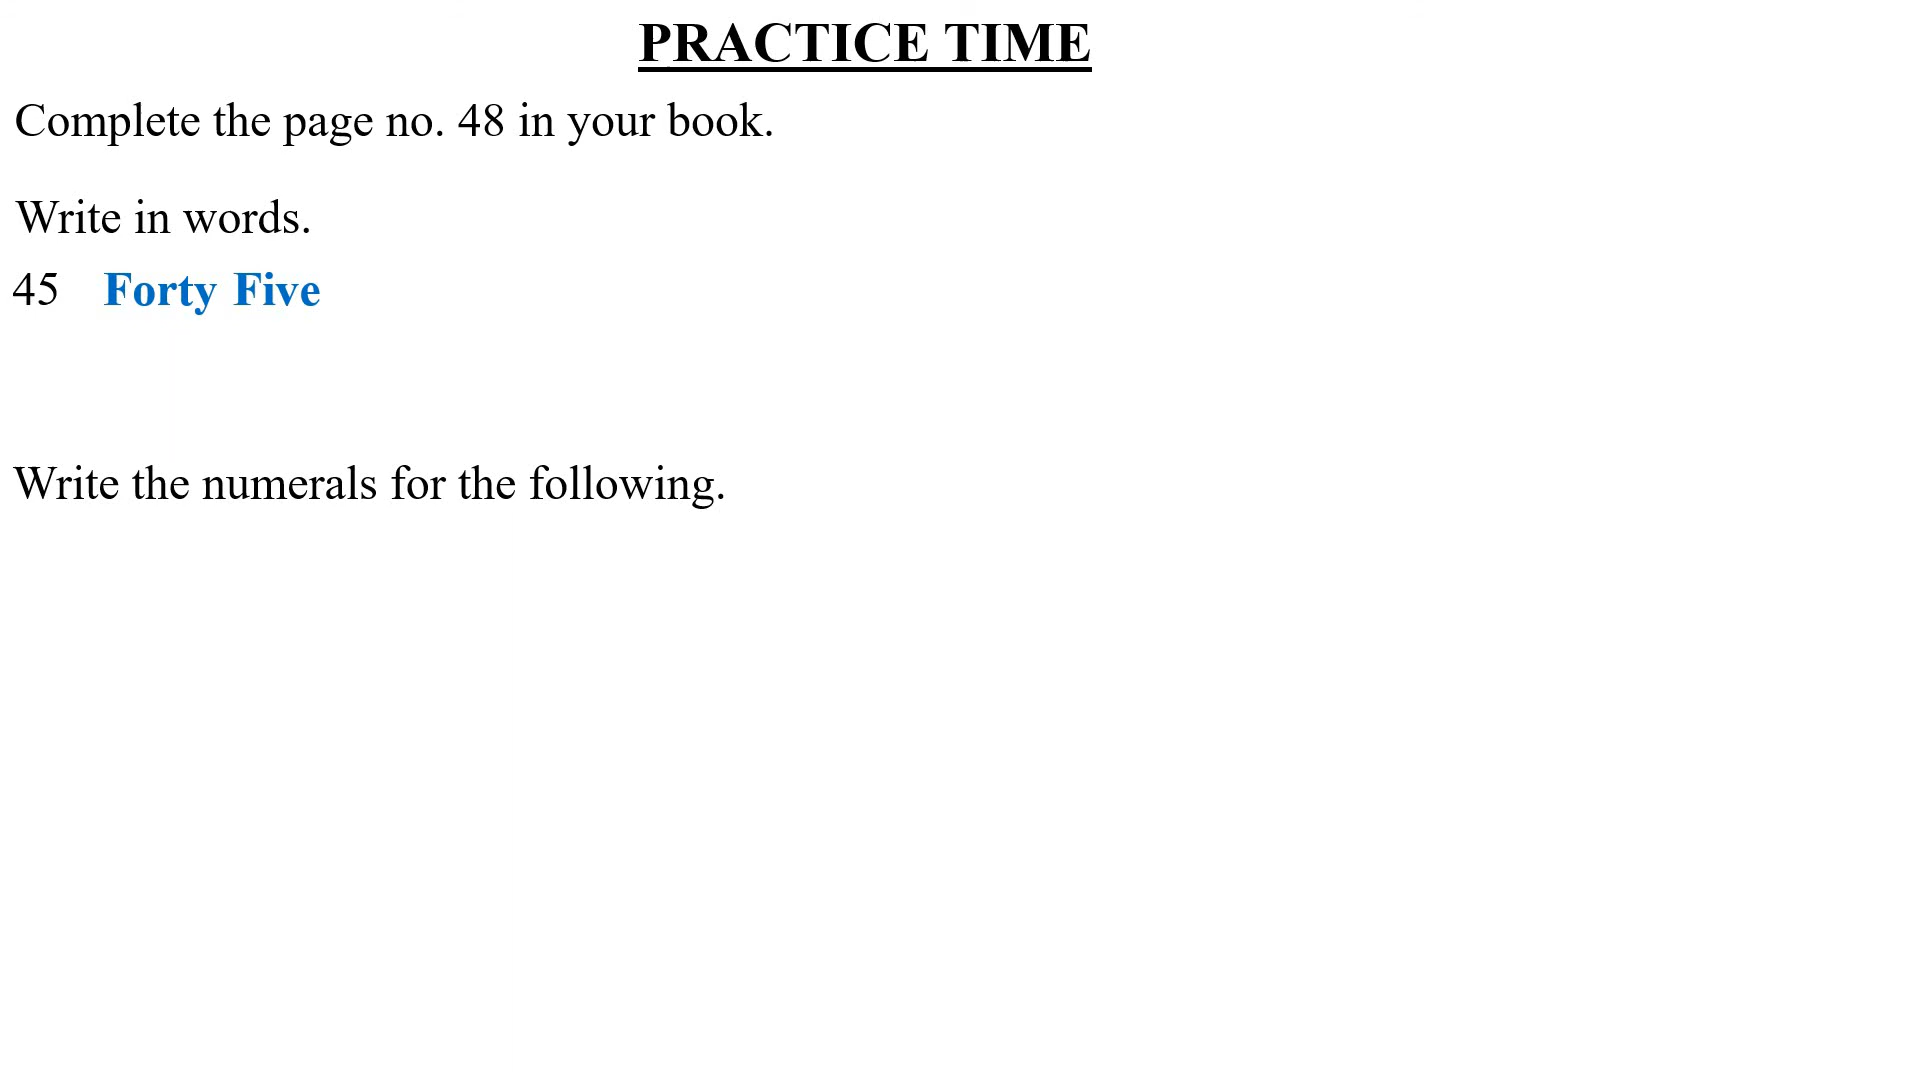 PRACTICE TIME
Complete the page no. 48 in your book.
Write in words.
45 Forty Five
Write the numerals for the following.